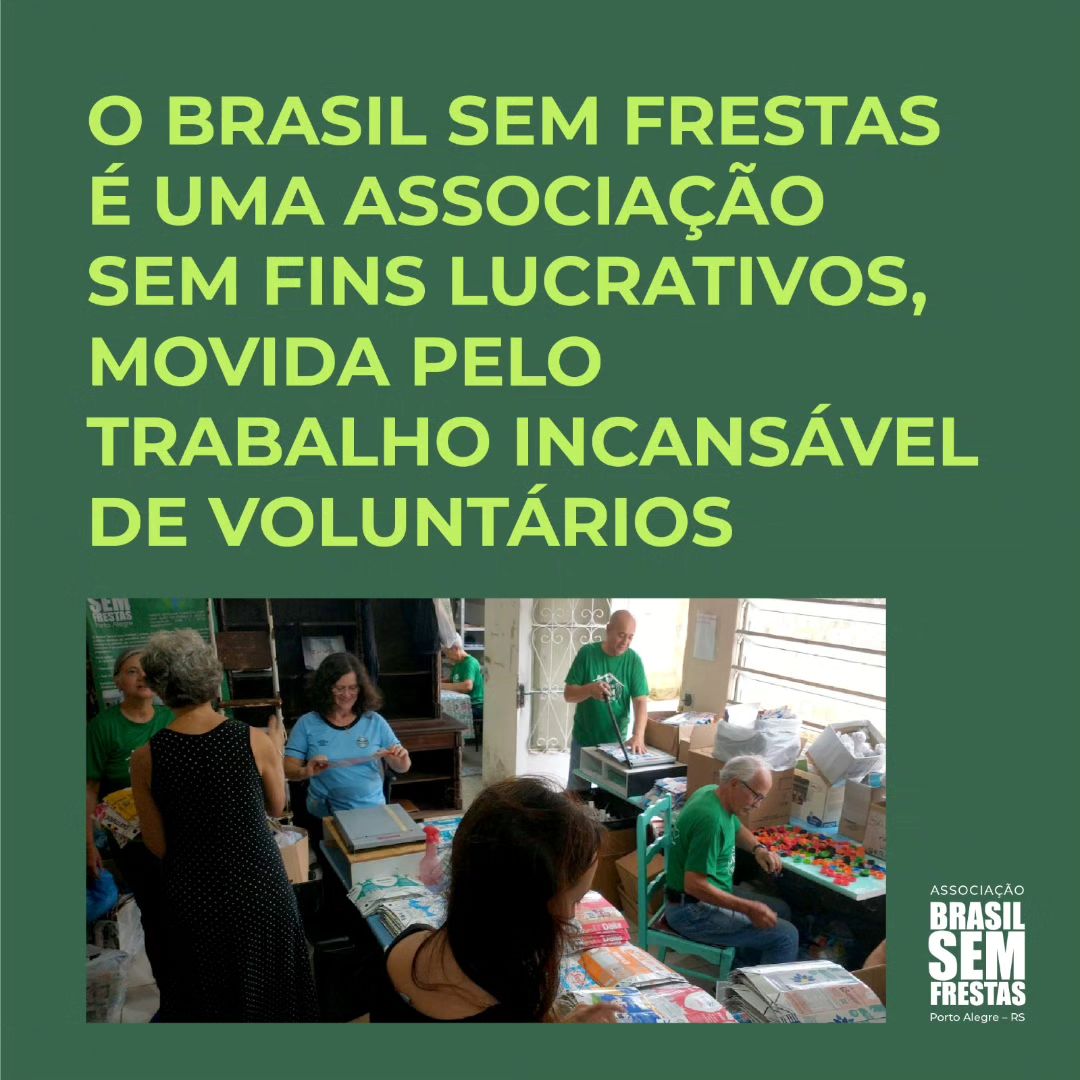 O BRASIL SEM FRESTAS
É UMA ASSOCIAÇÃO
SEM FINS LUCRATIVOS,
MOVIDA PELO
TRABALHO INCANSÁVEL
DE VOLUNTÁRIOS
SEM
FRESTAS
Porto Alegre
ASSOCIAÇÃO
BRASIL
SEM
FRESTAS
Porto Alegre – RS